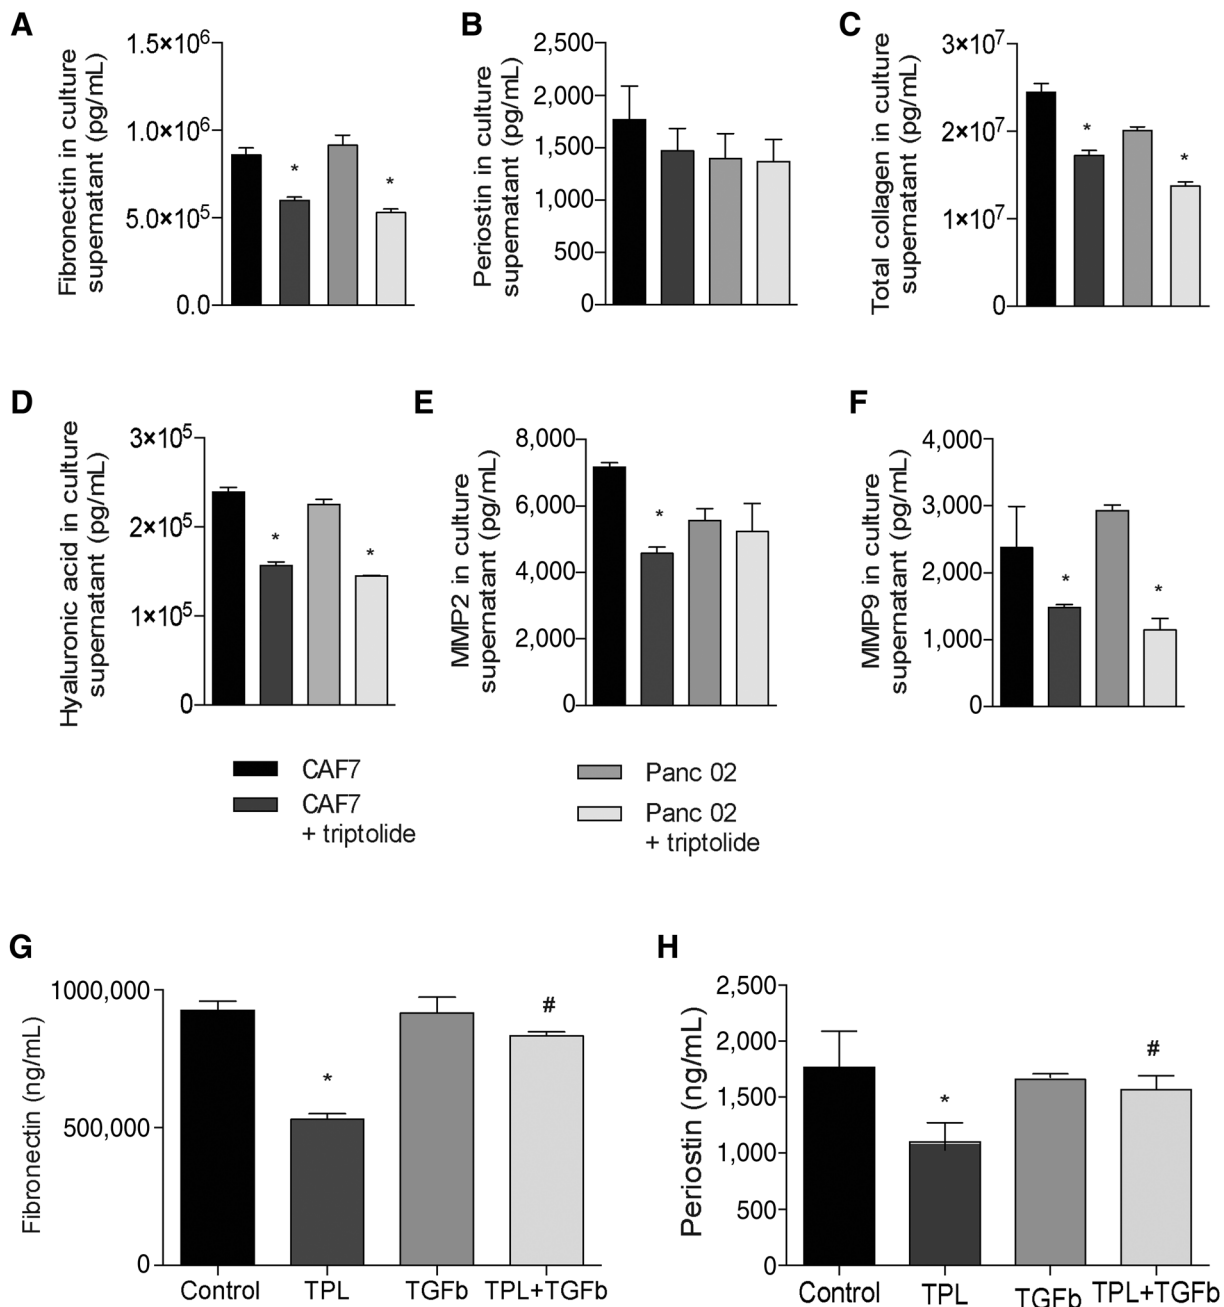 A
Fibronectin in culture
supernatant (pg/mL)
1.5×10⁶
1.0×10⁶
5.0×10⁵
0.0
*
*
B
Periostin in culture
supernatant (pg/mL)
2,500
2,000
1,500
1,000
500
0
C
Total collagen in culture
supernatant (pg/mL)
3×10⁷
2×10⁷
1×10⁷
0
*
*
D
Hyaluronic acid in culture
supernatant (pg/mL)
3×10⁵
2×10⁵
1×10⁵
0
*
*
E
MMP2 in culture
supernatant (pg/mL)
8,000
6,000
4,000
2,000
0
*
F
MMP9 in culture
supernatant (pg/mL)
4,000
3,000
2,000
1,000
0
*
*
CAF7
CAF7
+ triptolide
Panc 02
Panc 02
+ triptolide
G
Fibronectin (ng/mL)
1000,000
500,000
0
*
#
Control TPL TGFb TPL+TGFb
H
Periostin (ng/mL)
2,500
2,000
1,500
1,000
500
0
*
#
Control TPL TGFb TPL+TGFb